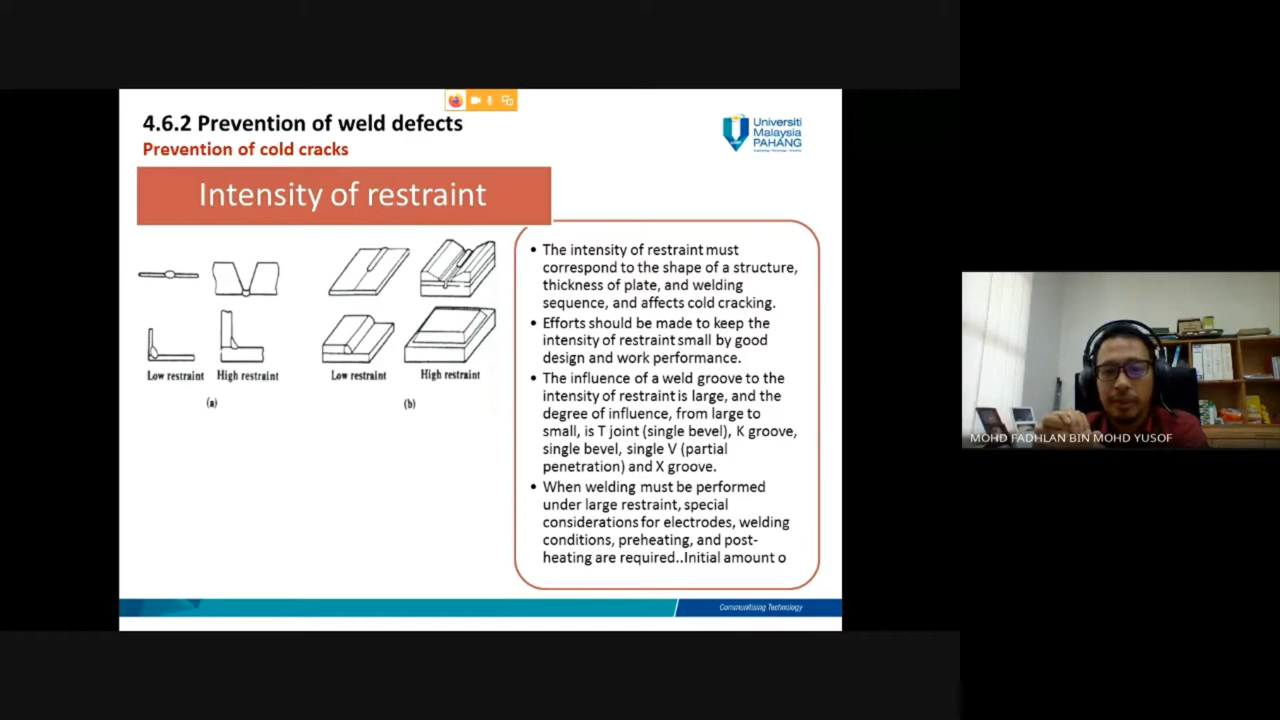 4.6.2 Prevention of weld defects
Prevention of cold cracks
Universiti
Malaysia
PAHANG
Intensity of restraint
Low restraint
High restraint
(a)
Low restraint
High restraint
(b)
• The intensity of restraint must
correspond to the shape of a structure,
thickness of plate, and welding
sequence, and affects cold cracking.
• Efforts should be made to keep the
intensity of restraint small by good
design and work performance.
• The influence of a weld groove to the
intensity of restraint is large, and the
degree of influence, from large to
small, is T joint (single bevel), K groove,
single bevel, single V (partial
penetration) and X groove.
• When welding must be performed
under large restraint, special
considerations for electrodes, welding
conditions, preheating, and post-
heating are required..Initial amount o
Communitising Technology
MOHD FADHLAN BIN MOHD YUSOF